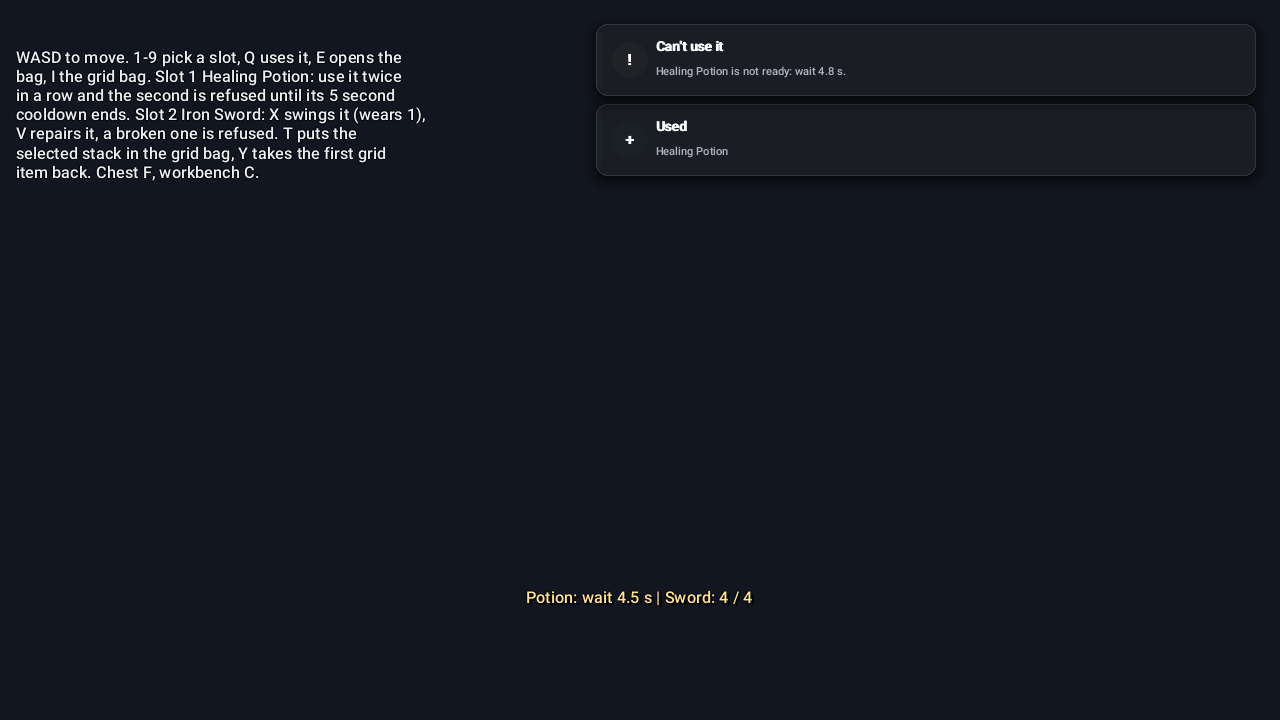 WASD to move. 1-9 pick a slot, Q uses it, E opens the
bag, I the grid bag. Slot 1 Healing Potion: use it twice
in a row and the second is refused until its 5 second
cooldown ends. Slot 2 Iron Sword: X swings it (wears 1),
V repairs it, a broken one is refused. T puts the
selected stack in the grid bag, Y takes the first grid
item back. Chest F, workbench C.
!
Can't use it
Healing Potion is not ready: wait 4.8 s.
+
Used
Healing Potion
Potion: wait 4.5 s | Sword: 4 / 4